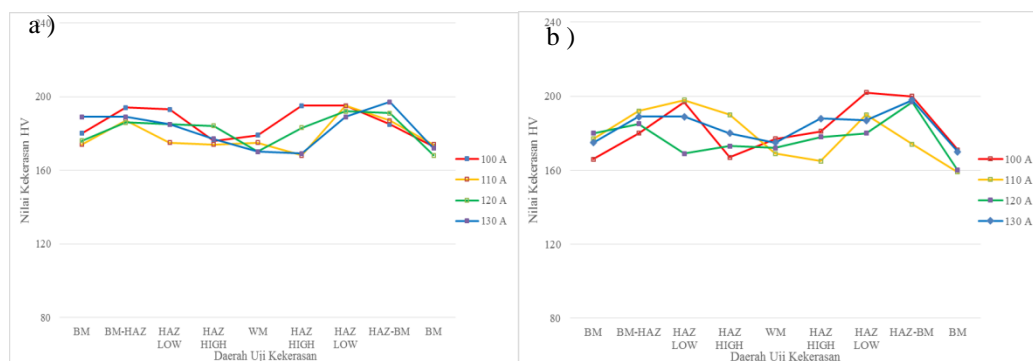 a )
240
200
160
120
80
Nilai Kekerasan HV
BM
BM-HAZ
HAZ
LOW
HAZ
HIGH
WM
HAZ
HIGH
HAZ
LOW
HAZ-BM
BM
Daerah Uji Kekerasan
100 A
110 A
120 A
130 A
b )
240
200
160
120
80
Nilai Kekerasan HV
BM
BM-HAZ
HAZ
LOW
HAZ
HIGH
WM
HAZ
HIGH
HAZ
LOW
HAZ-BM
BM
Daerah Uji Kekerasan
100 A
110 A
120 A
130 A